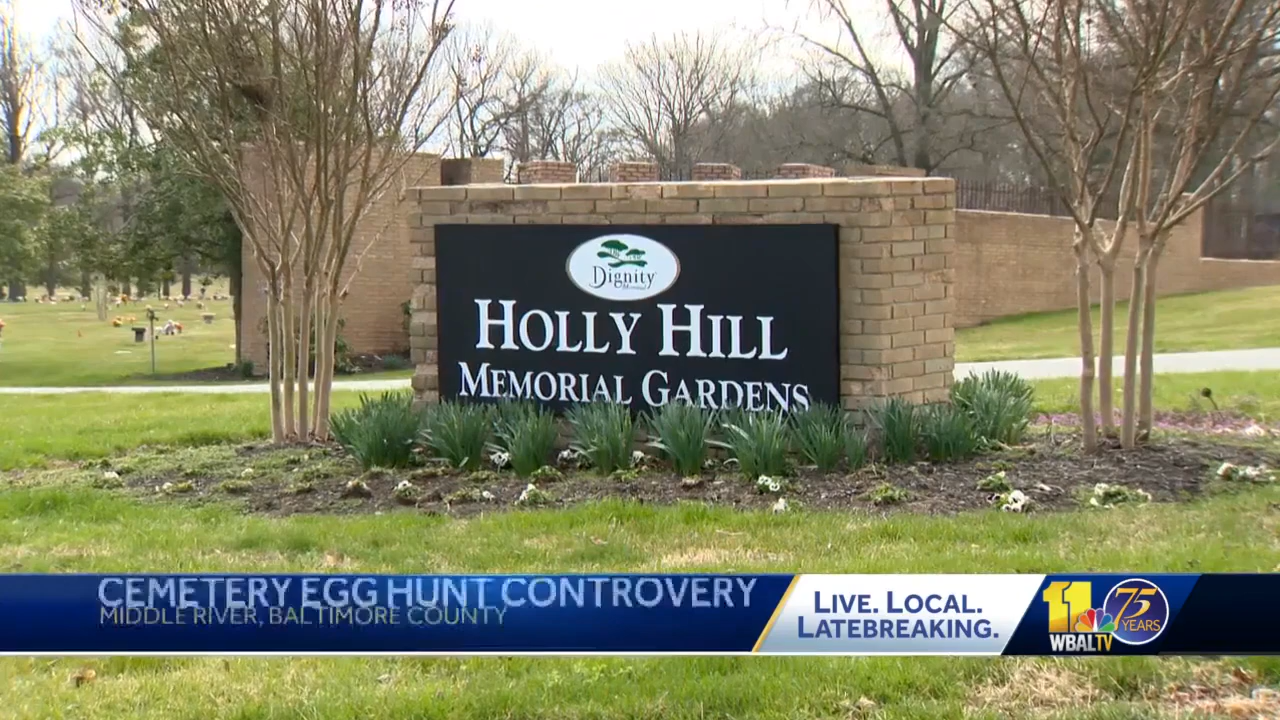 Dignity
Memorial
HOLLY HILL
MEMORIAL GARDENS
CEMETERY EGG HUNT CONTROVERY
MIDDLE RIVER, BALTIMORE COUNTY
LIVE. LOCAL.
LATEBREAKING.
11
WBALTV
75
YEARS